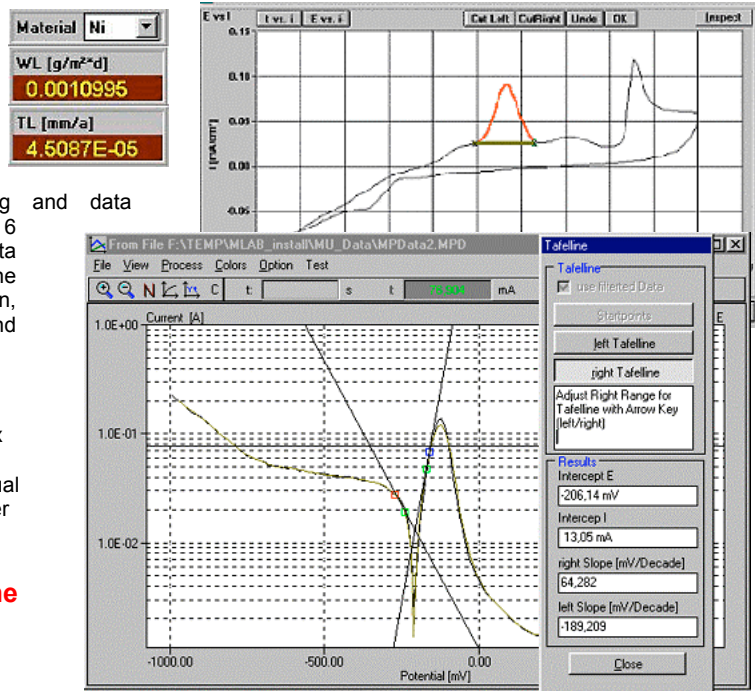 Material Ni
WL [g/m²*d]
0.0010995
TL [mm/a]
4.5087E-05
E vs I
t vs. i E vs. i Cut Left CutRight Undo OK Inspect
0.15
0.10
0.05
0.00
-0.05
I [mA/cm²]
g and data
6
ta
ne
n,
nd
x
ual
er
ne
From File F:\TEMP\MLAB_install\MU_Data\MPData2.MPD
File View Process Colors Option Test
N C t: s I: mA
E
Current [A]
1.0E+00
1.0E-01
1.0E-02
-1000.00 -500.00 0.00
Potential [mV]
Tafelline
Tafelline
use filterted Data
Startpoints
left Tafelline
right Tafelline
Adjust Right Range for
Tafelline with Arrow Key
(left/right)
Results
Intercept E
-206,14 mV
Intercep I
13,05 mA
right Slope [mV/Decade]
64,282
left Slope [mV/Decade]
-189,209
Close